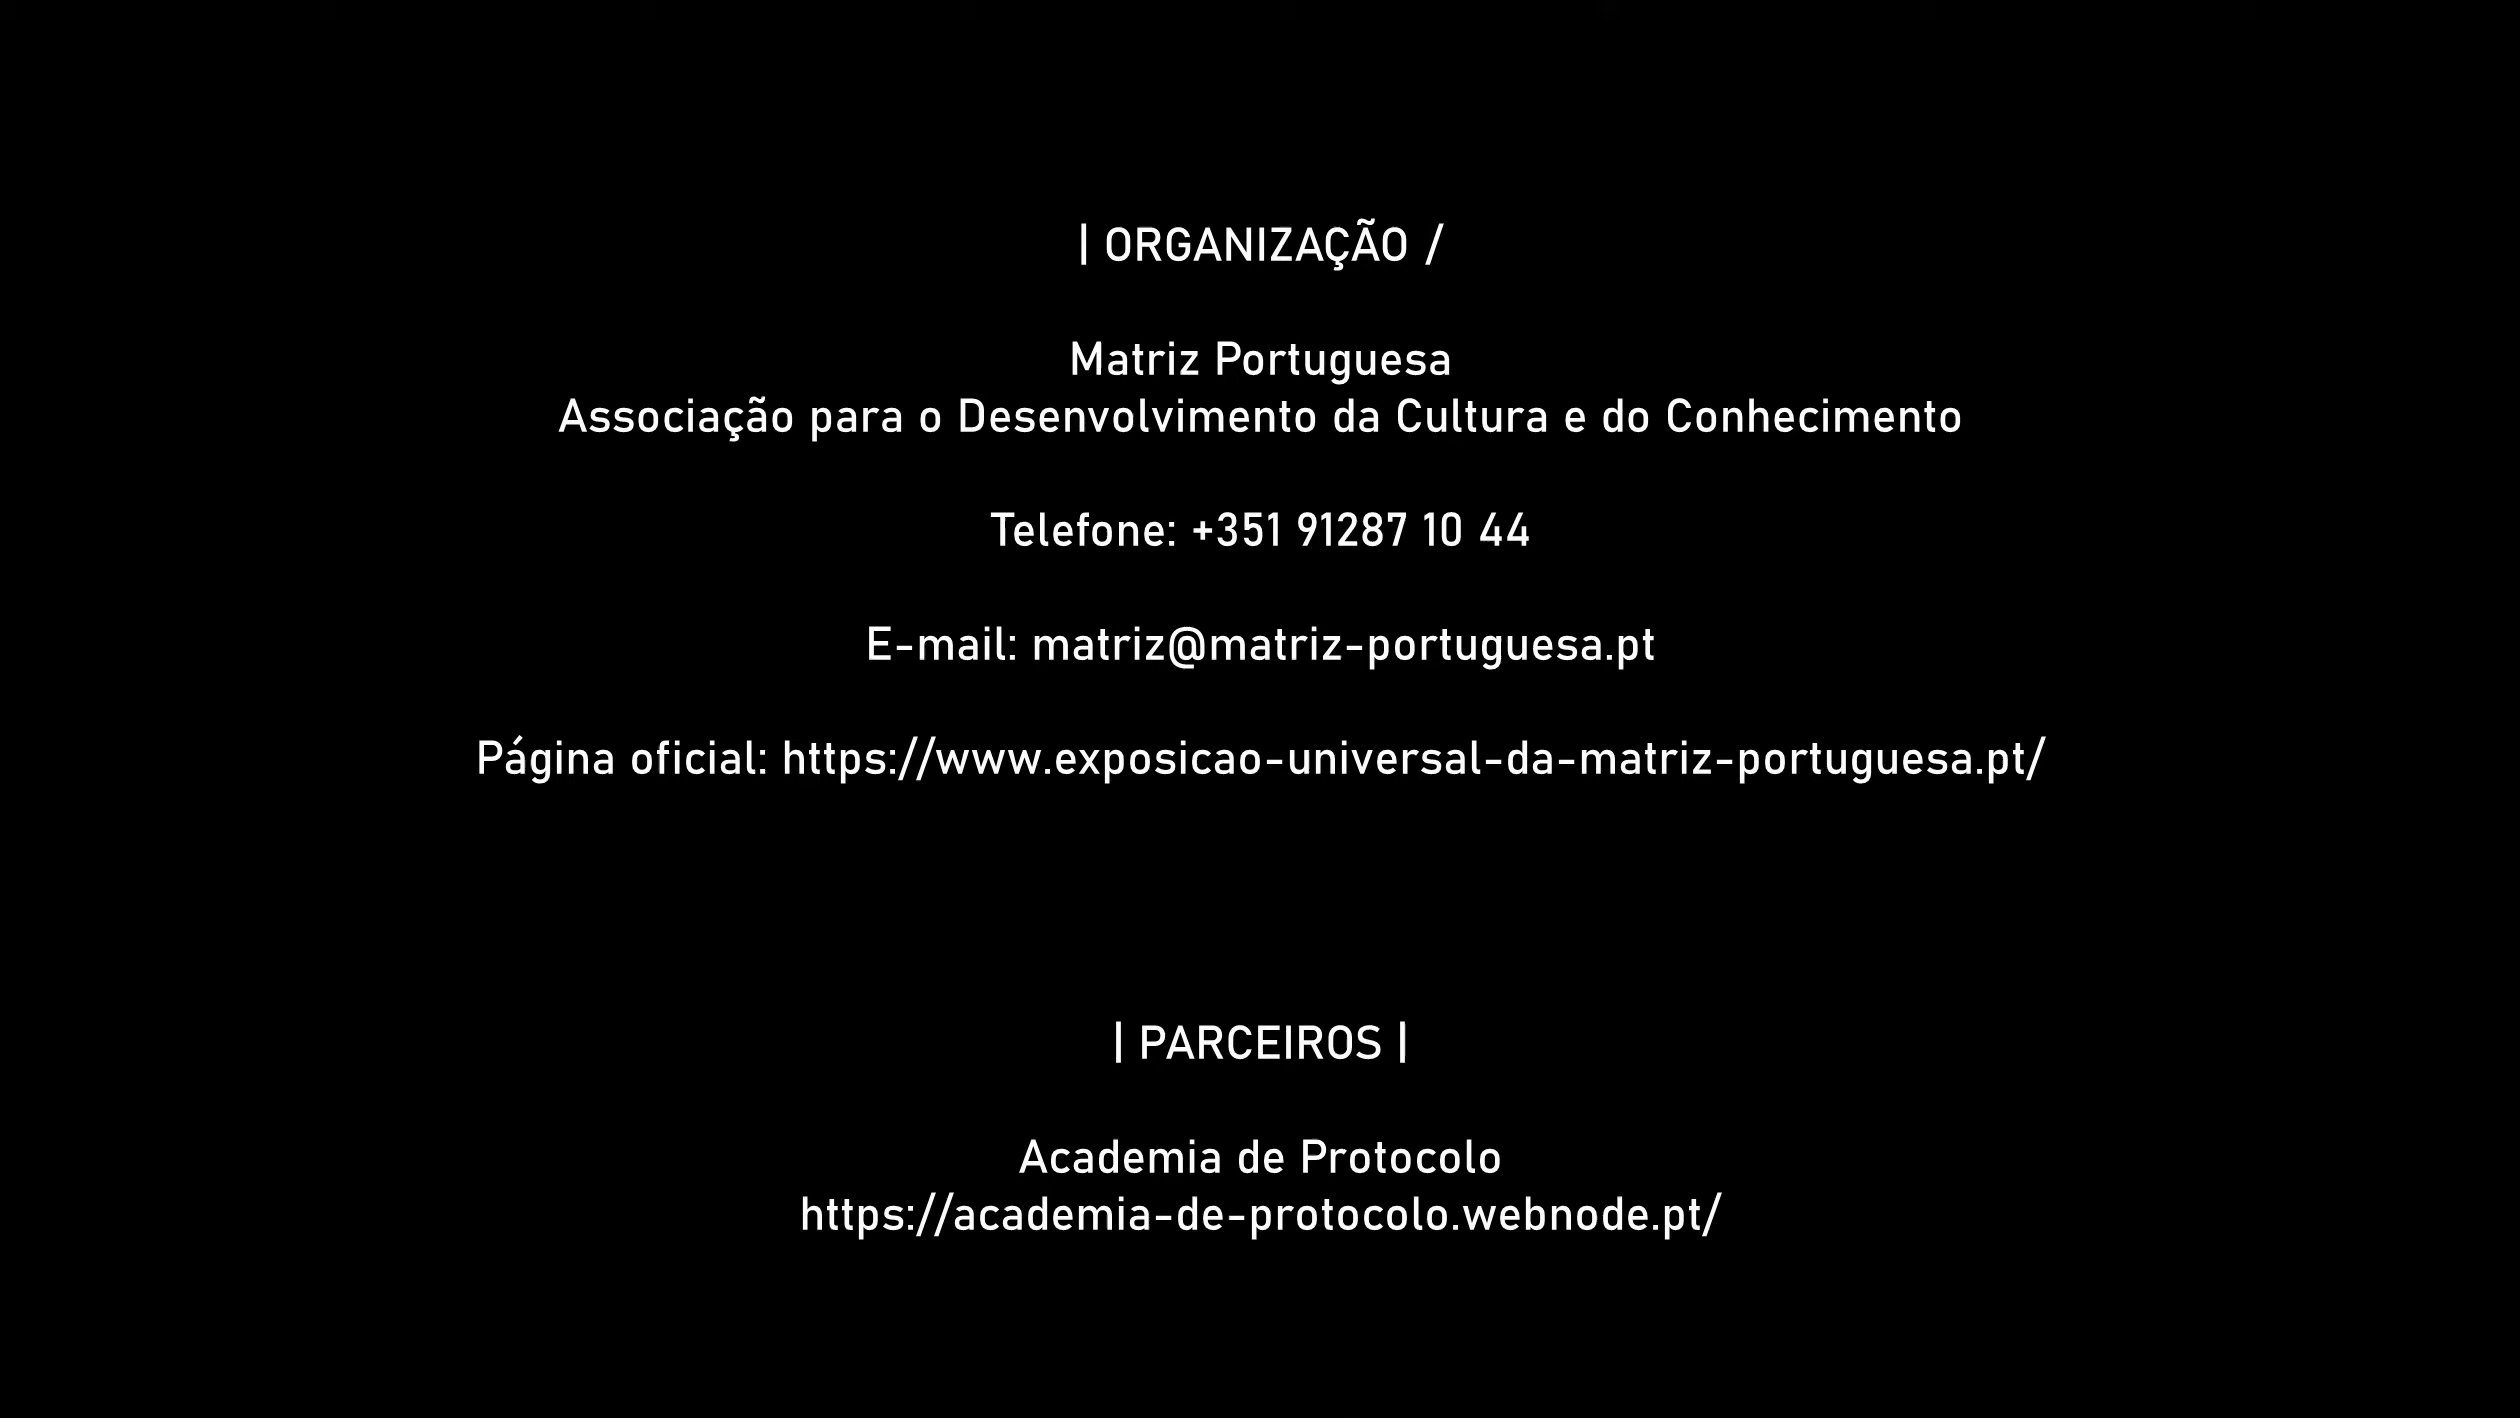 | ORGANIZAÇÃO /
Matriz Portuguesa
Associação para o Desenvolvimento da Cultura e do Conhecimento
Telefone: +351 91287 10 44
E-mail: matriz@matriz-portuguesa.pt
Página oficial: https://www.exposicao-universal-da-matriz-portuguesa.pt/
| PARCEIROS |
Academia de Protocolo
https://academia-de-protocolo.webnode.pt/